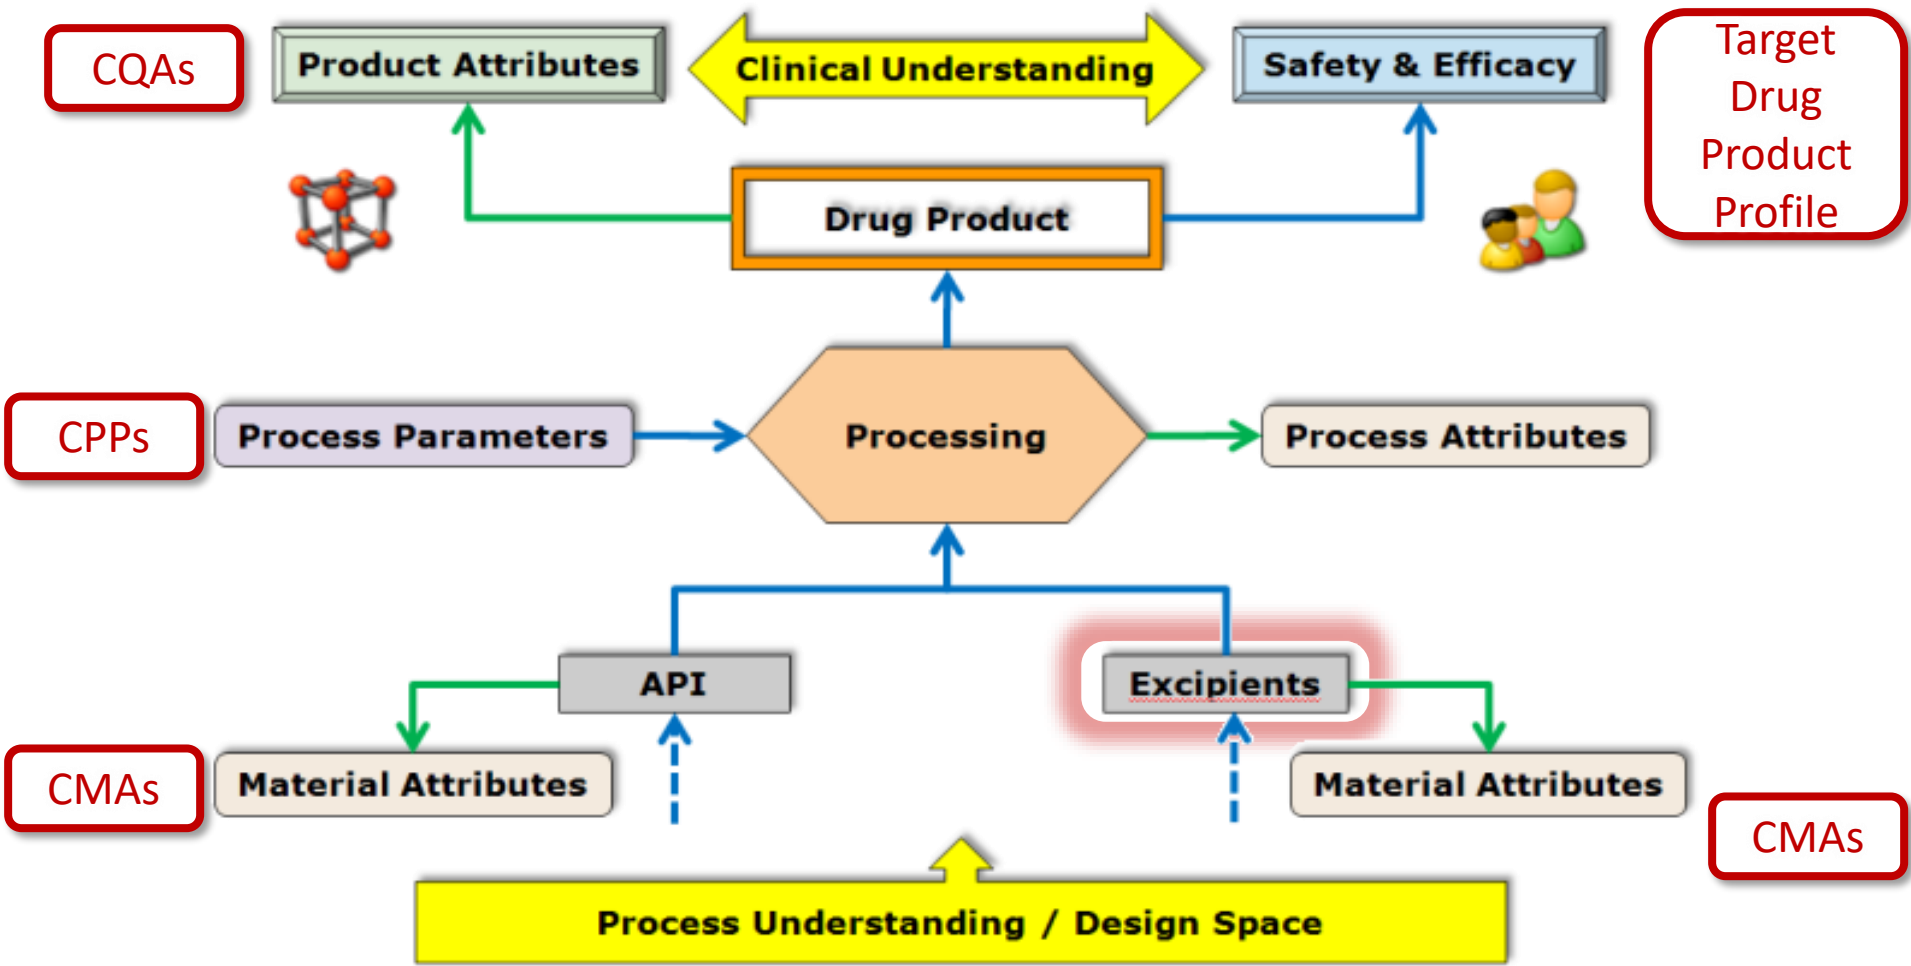 CQAs
Product Attributes
Clinical Understanding
Safety & Efficacy
Target
Drug
Product
Profile
Drug Product
CPPs
Process Parameters
Processing
Process Attributes
API
Excipients
CMAs
Material Attributes
Material Attributes
CMAs
Process Understanding / Design Space